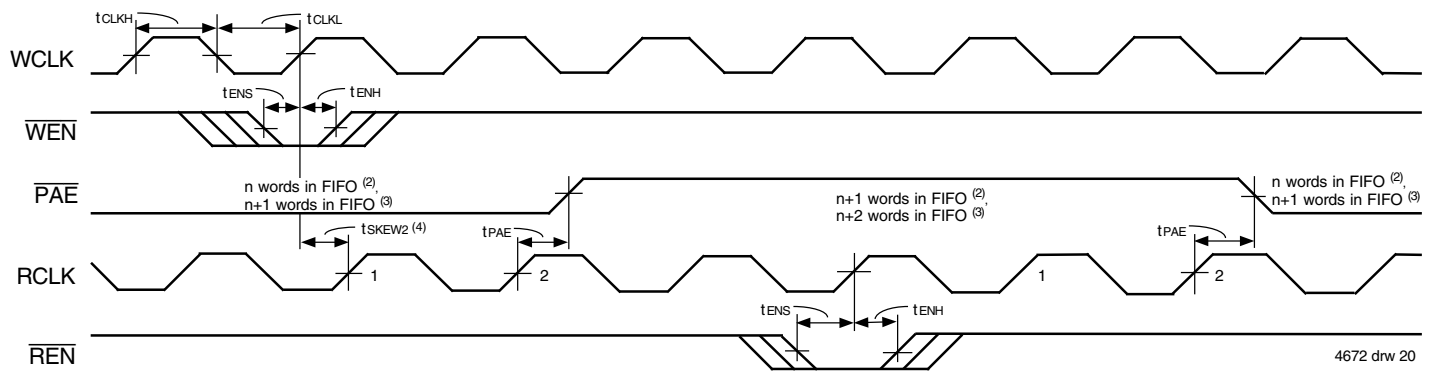 tCLKH
tCLKL
WCLK
tENS
tENH
WEN
PAE
n words in FIFO (2),
n+1 words in FIFO (3)
n+1 words in FIFO (2),
n+2 words in FIFO (3)
n words in FIFO (2),
n+1 words in FIFO (3)
tSKEW2 (4)
tPAE
tPAE
RCLK
1
2
1
2
tENS
tENH
REN
4672 drw 20